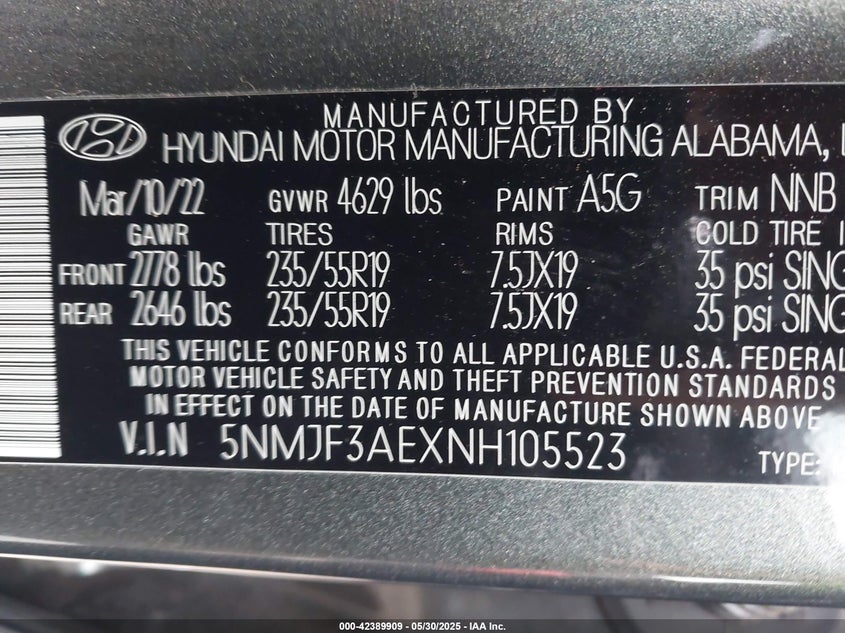 MANUFACTURED BY
HYUNDAI MOTOR MANUFACTURING ALABAMA,
Mar/10/22 GVWR 4629 lbs PAINT A5G TRIM NNB
GAWR TIRES RIMS COLD TIRE
FRONT 2778 lbs 235/55R19 7.5JX19 35 psi SING
REAR 2646 lbs 235/55R19 7.5JX19 35 psi SING
THIS VEHICLE CONFORMS TO ALL APPLICABLE U.S.A. FEDERAL
MOTOR VEHICLE SAFETY AND THEFT PREVENTION STANDARDS
IN EFFECT ON THE DATE OF MANUFACTURE SHOWN ABOVE
V.I.N 5NMJF3AEXNH105523 TYPE:
000-42389909 - 05/30/2025 - IAA Inc.